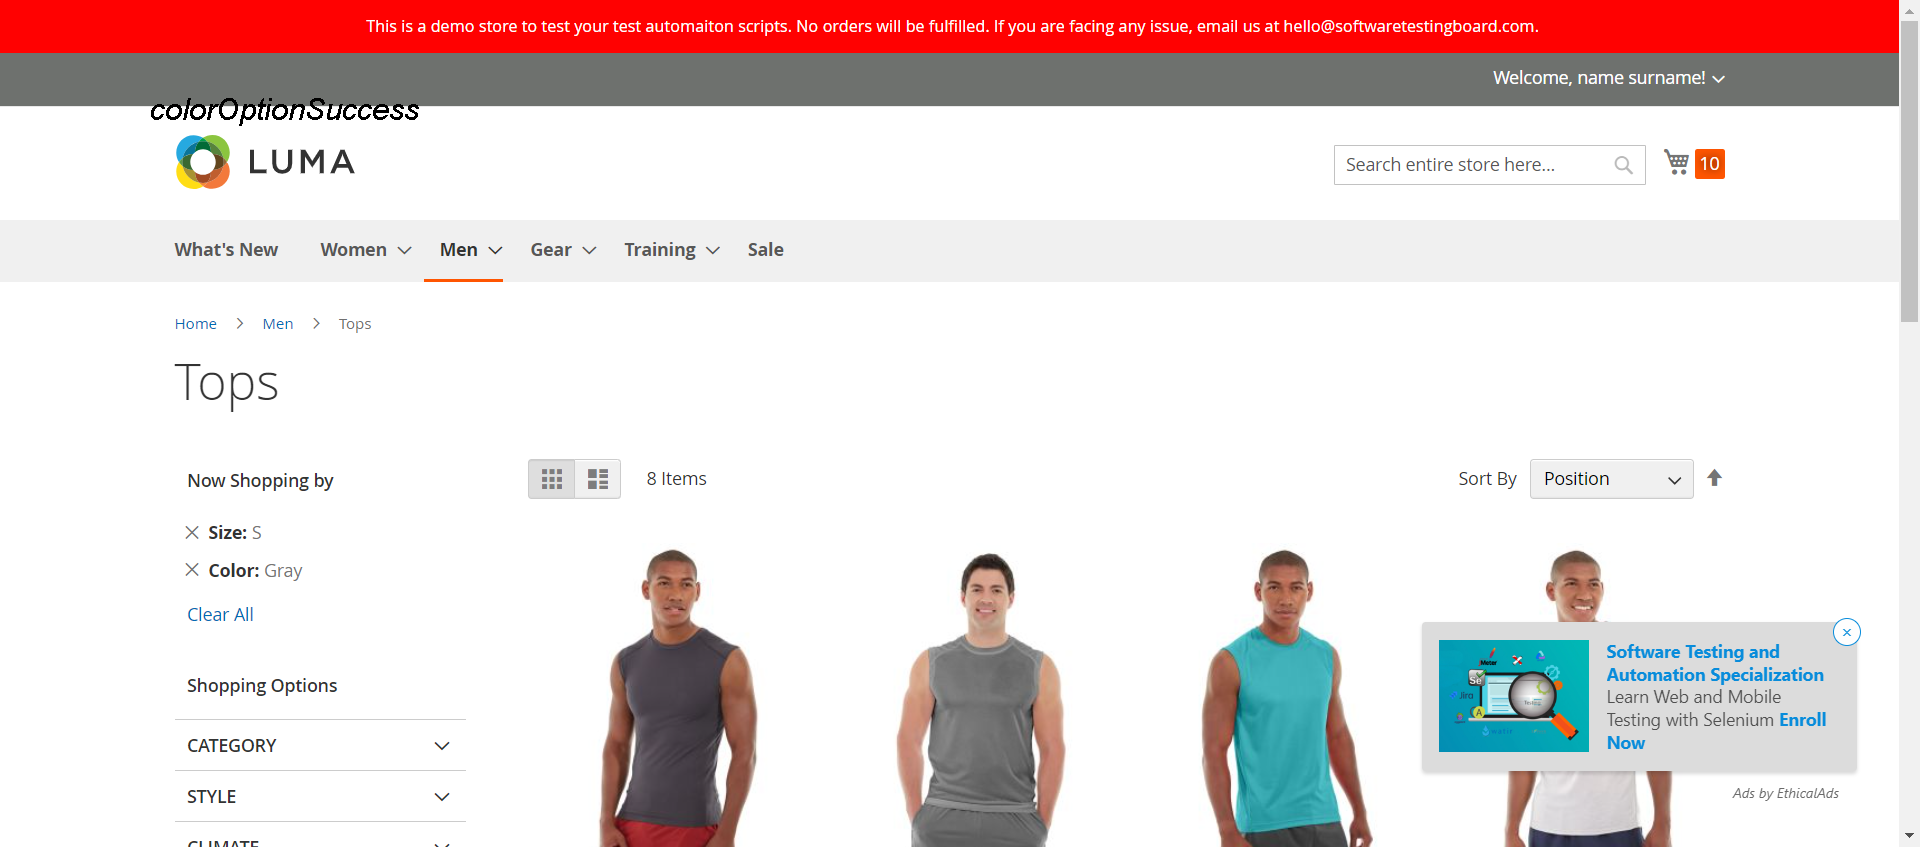 This is a demo store to test your test automaiton scripts. No orders will be fulfilled. If you are facing any issue, email us at hello@softwaretestingboard.com.
Welcome, name surname!
colorOptionSuccess
LUMA
Search entire store here...
10
What's New Women Men Gear Training Sale
Home Men Tops
Tops
Now Shopping by
8 Items
Sort By Position
Size: S
Color: Gray
Clear All
Shopping Options
CATEGORY
STYLE
CLIMATE
Software Testing and
Automation Specialization
Learn Web and Mobile
Testing with Selenium Enroll
Now
Ads by EthicalAds